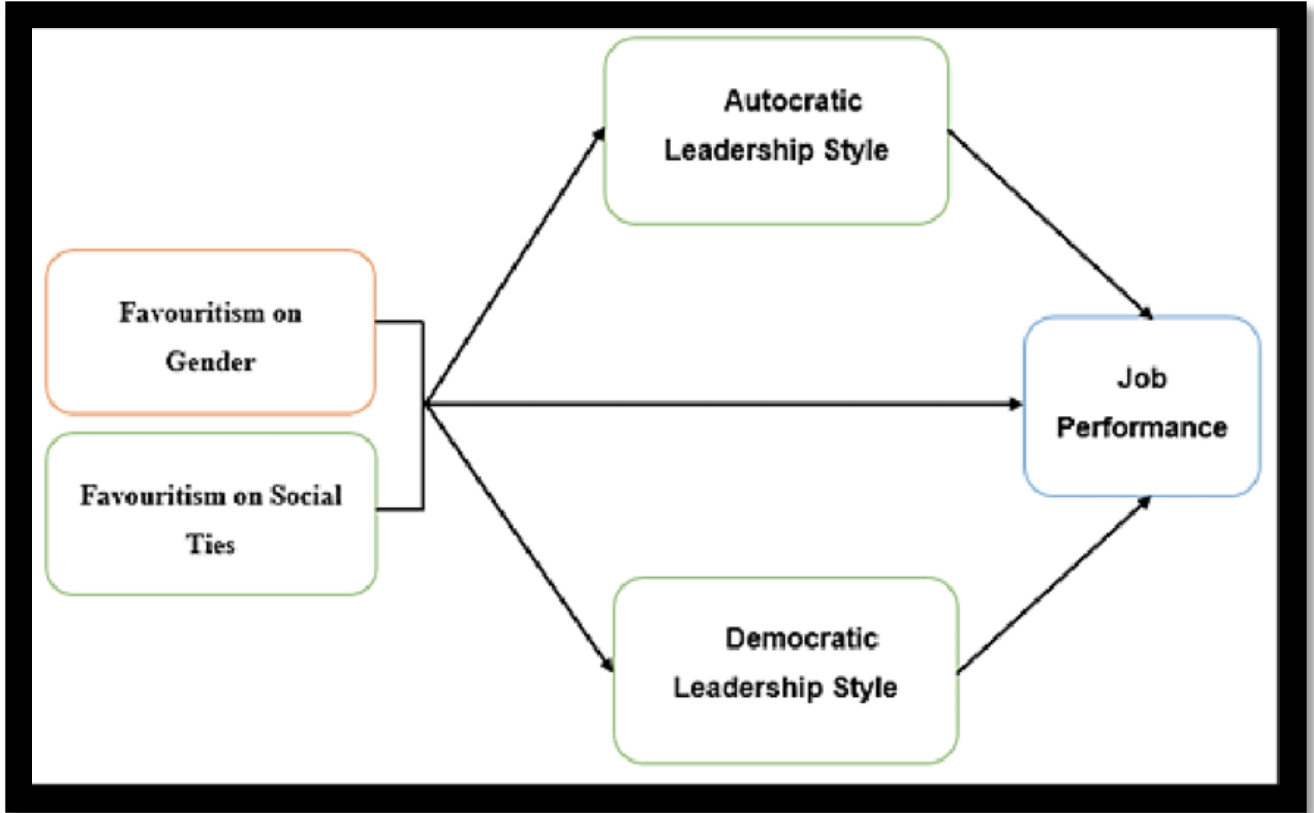 Autocratic
Leadership Style
Favouritism on
Gender
Job
Performance
Favouritism on Social
Ties
Democratic
Leadership Style